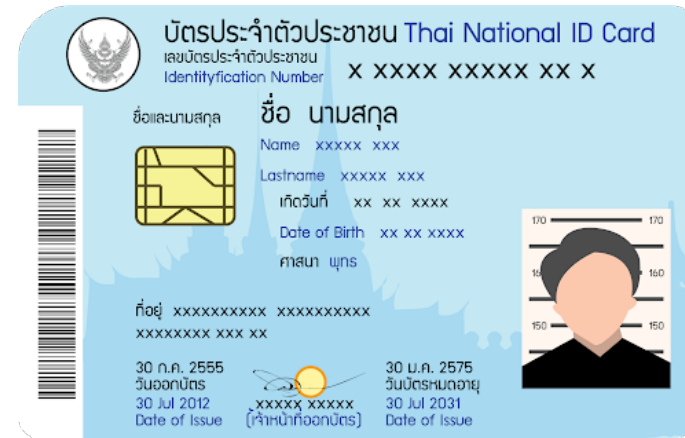 บัตรประจำตัวประชาชน Thai National ID Card
เลขบัตรประจำตัวประชาชน
Identityfication Number X XXXX XXXXX XX X
ชื่อและนามสกุล ชื่อ นามสกุล
Name xxxxx xxx
Lastname xxxxx xxx
เกิดวันที่ xx xx xxxx
Date of Birth xx xx xxxx
ศาสนา พุทธ
170 170
160
150 150
ที่อยู่ xxxxxxxxxx xxxxxxxxxx
xxxxxxxx xxx xx
30 ก.ค. 2555 30 ม.ค. 2575
วันออกบัตร วันบัตรหมดอายุ
30 Jul 2012 xxxxx xxxxx 30 Jul 2031
Date of Issue (เจ้าหน้าที่ออกบัตร) Date of Issue